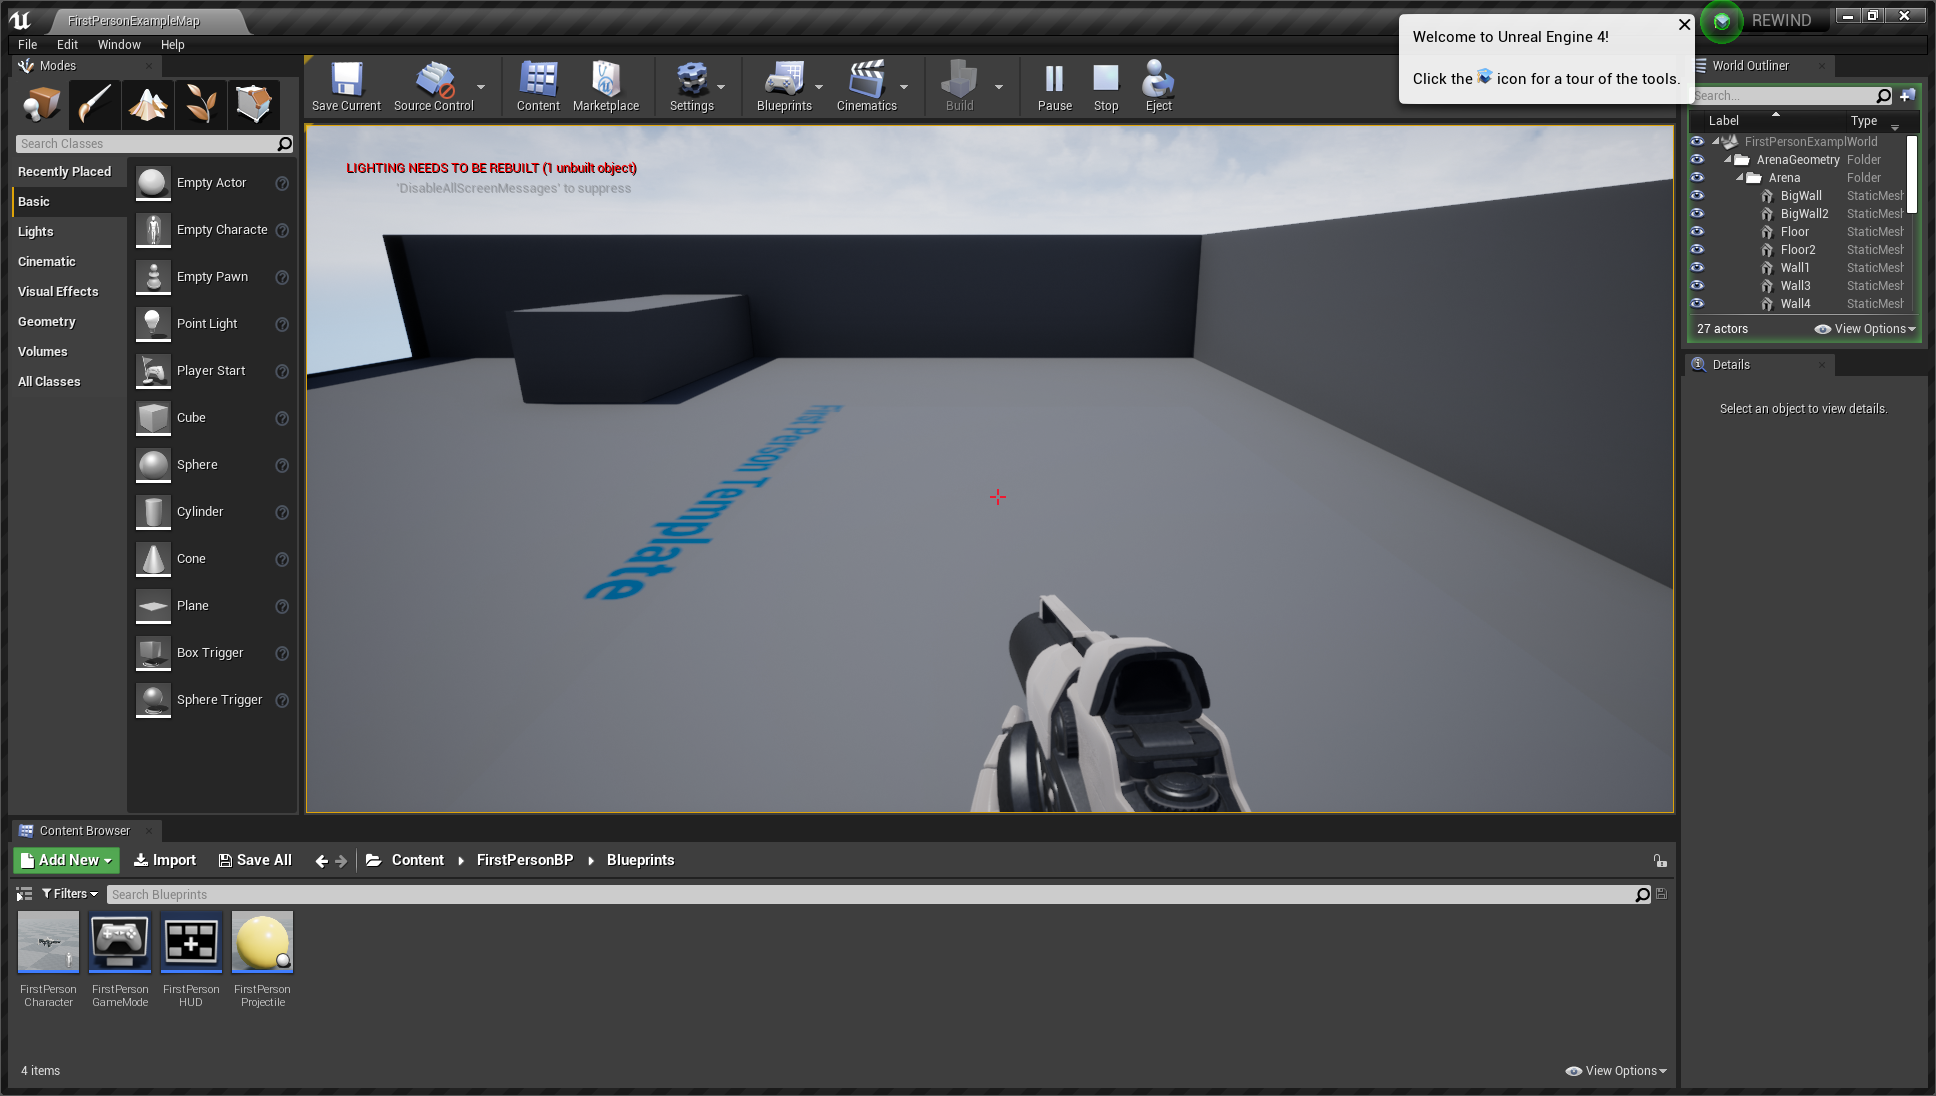 FirstPersonExampleMap
REWIND
File Edit Window Help
Welcome to Unreal Engine 4!
Click the icon for a tour of the tools.
Modes
Search Classes
Recently Placed
Basic
Lights
Cinematic
Visual Effects
Geometry
Volumes
All Classes
Empty Actor
Empty Characte
Empty Pawn
Point Light
Player Start
Cube
Sphere
Cylinder
Cone
Plane
Box Trigger
Sphere Trigger
Save Current Source Control Content Marketplace Settings Blueprints Cinematics Build Pause Stop Eject
LIGHTING NEEDS TO BE REBUILT (1 unbuilt object)
'DisableAllScreenMessages' to suppress
First Person Template
World Outliner
Search...
Label Type
FirstPersonExampl World
ArenaGeometry Folder
Arena Folder
BigWall StaticMesh
BigWall2 StaticMesh
Floor StaticMesh
Floor2 StaticMesh
Wall1 StaticMesh
Wall3 StaticMesh
Wall4 StaticMesh
27 actors View Options
Details
Select an object to view details.
Content Browser
Add New Import Save All Content FirstPersonBP Blueprints
Filters Search Blueprints
FirstPerson
Character
FirstPerson
GameMode
FirstPerson
HUD
FirstPerson
Projectile
4 items View Options